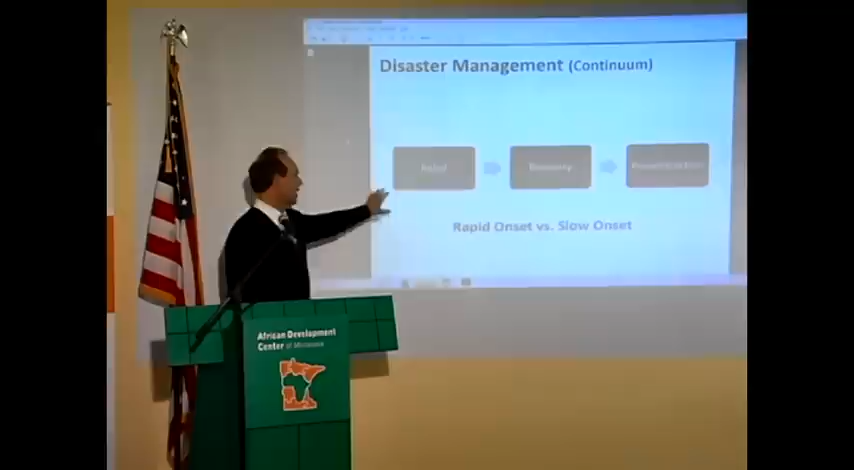 Disaster Management (Continuum)
Relief
Recovery
Rapid Onset vs. Slow Onset
African Development
Center of Minnesota